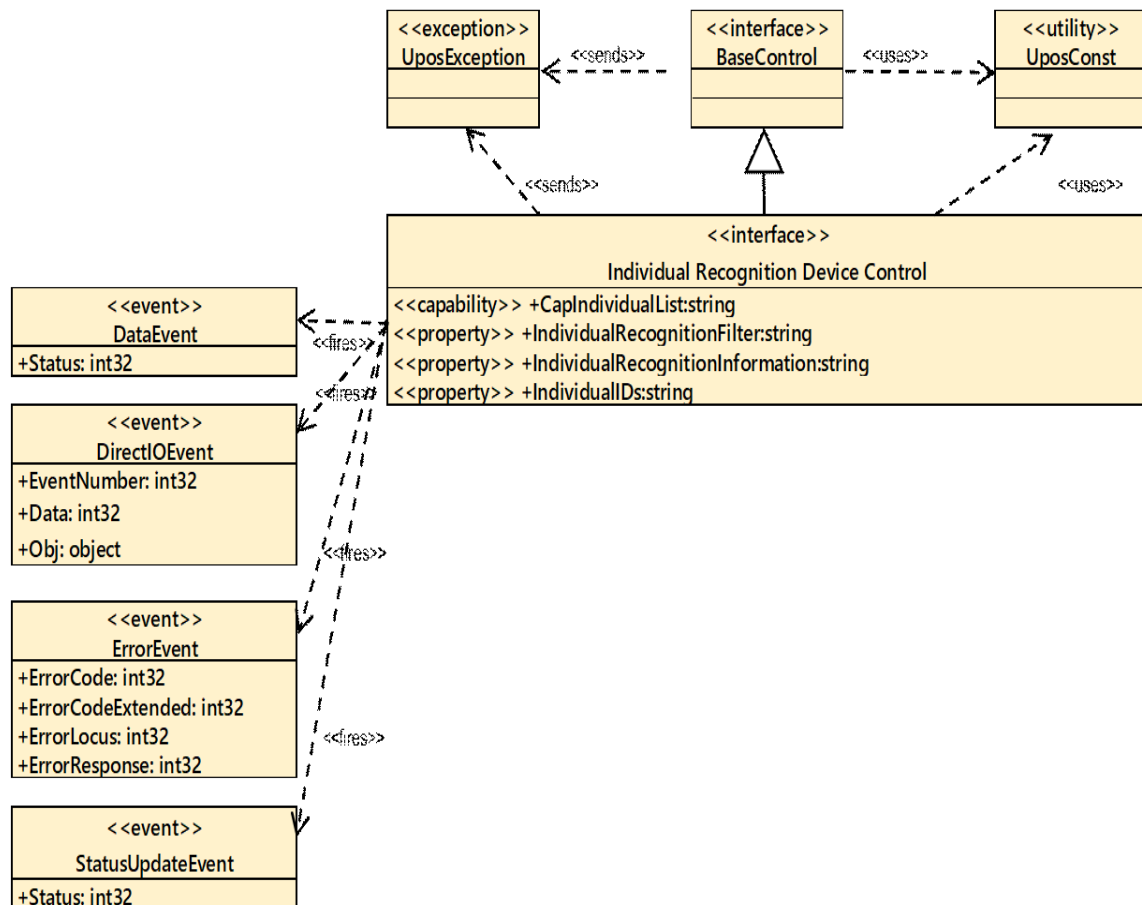 <<exception>>
UposException
<<sends>>
<<interface>>
BaseControl
<<uses>>
<<utility>>
UposConst
<<sends>>
<<uses>>
<<interface>>
Individual Recognition Device Control
<<capability>> +CapIndividualList:string
<<property>> +IndividualRecognitionFilter:string
<<property>> +IndividualRecognitionInformation:string
<<property>> +IndividualIDs:string
<<event>>
DataEvent
+Status: int32
<<fires>>
<<fires>>
<<event>>
DirectIOEvent
+EventNumber: int32
+Data: int32
+Obj: object
<<fires>>
<<event>>
ErrorEvent
+ErrorCode: int32
+ErrorCodeExtended: int32
+ErrorLocus: int32
+ErrorResponse: int32
<<fires>>
<<event>>
StatusUpdateEvent
+Status: int32